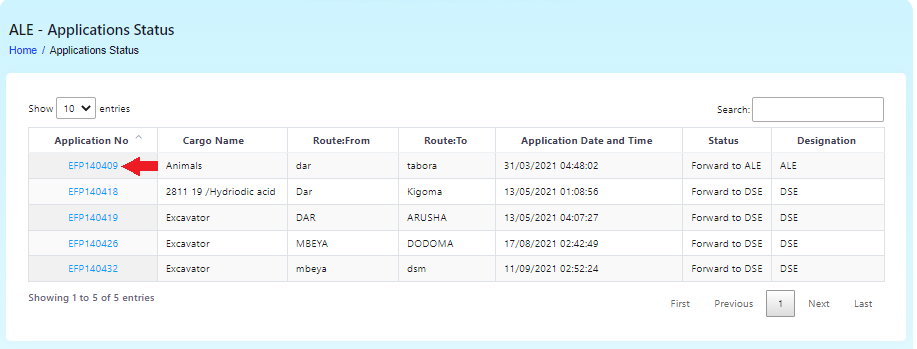 ALE - Applications Status
Home / Applications Status
Show 10 entries Search:
Application No Cargo Name Route:From Route:To Application Date and Time Status Designation
EFP140409 Animals dar tabora 31/03/2021 04:48:02 Forward to ALE ALE
EFP140418 2811 19 /Hydriodic acid Dar Kigoma 13/05/2021 01:08:56 Forward to DSE DSE
EFP140419 Excavator DAR ARUSHA 13/05/2021 04:07:27 Forward to DSE DSE
EFP140426 Excavator MBEYA DODOMA 17/08/2021 02:42:49 Forward to DSE DSE
EFP140432 Excavator mbeya dsm 11/09/2021 02:52:24 Forward to DSE DSE
Showing 1 to 5 of 5 entries
First Previous 1 Next Last